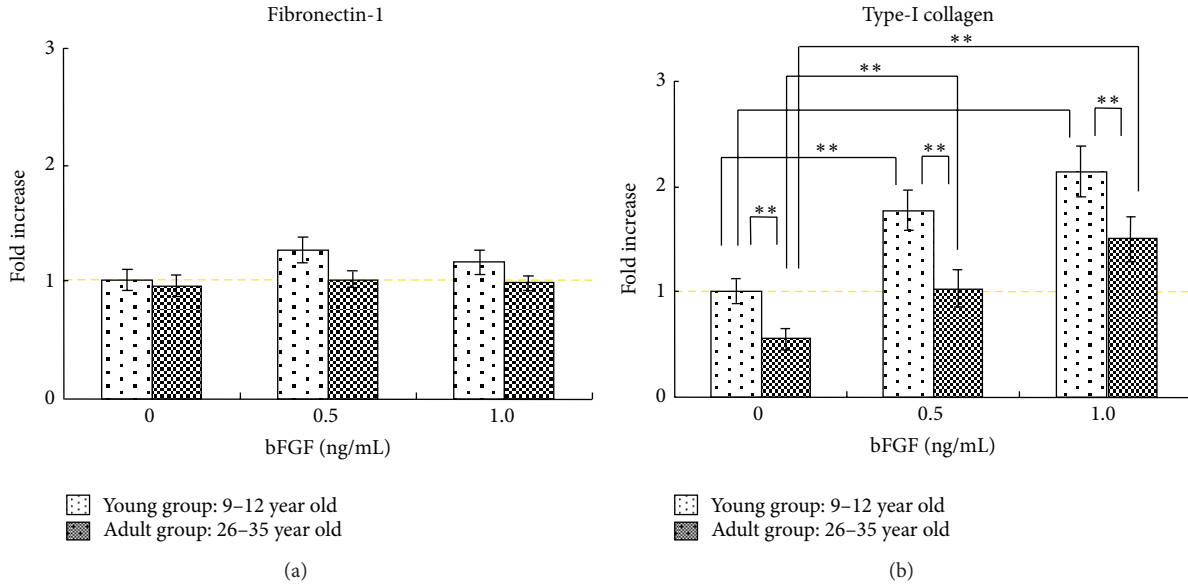 Fibronectin-1
3
2
1
0
Fold increase
0 0.5 1.0
bFGF (ng/mL)
Young group: 9–12 year old
Adult group: 26–35 year old
(a)
Type-I collagen
**
**
**
**
**
**
3
2
1
0
Fold increase
0 0.5 1.0
bFGF (ng/mL)
Young group: 9–12 year old
Adult group: 26–35 year old
(b)